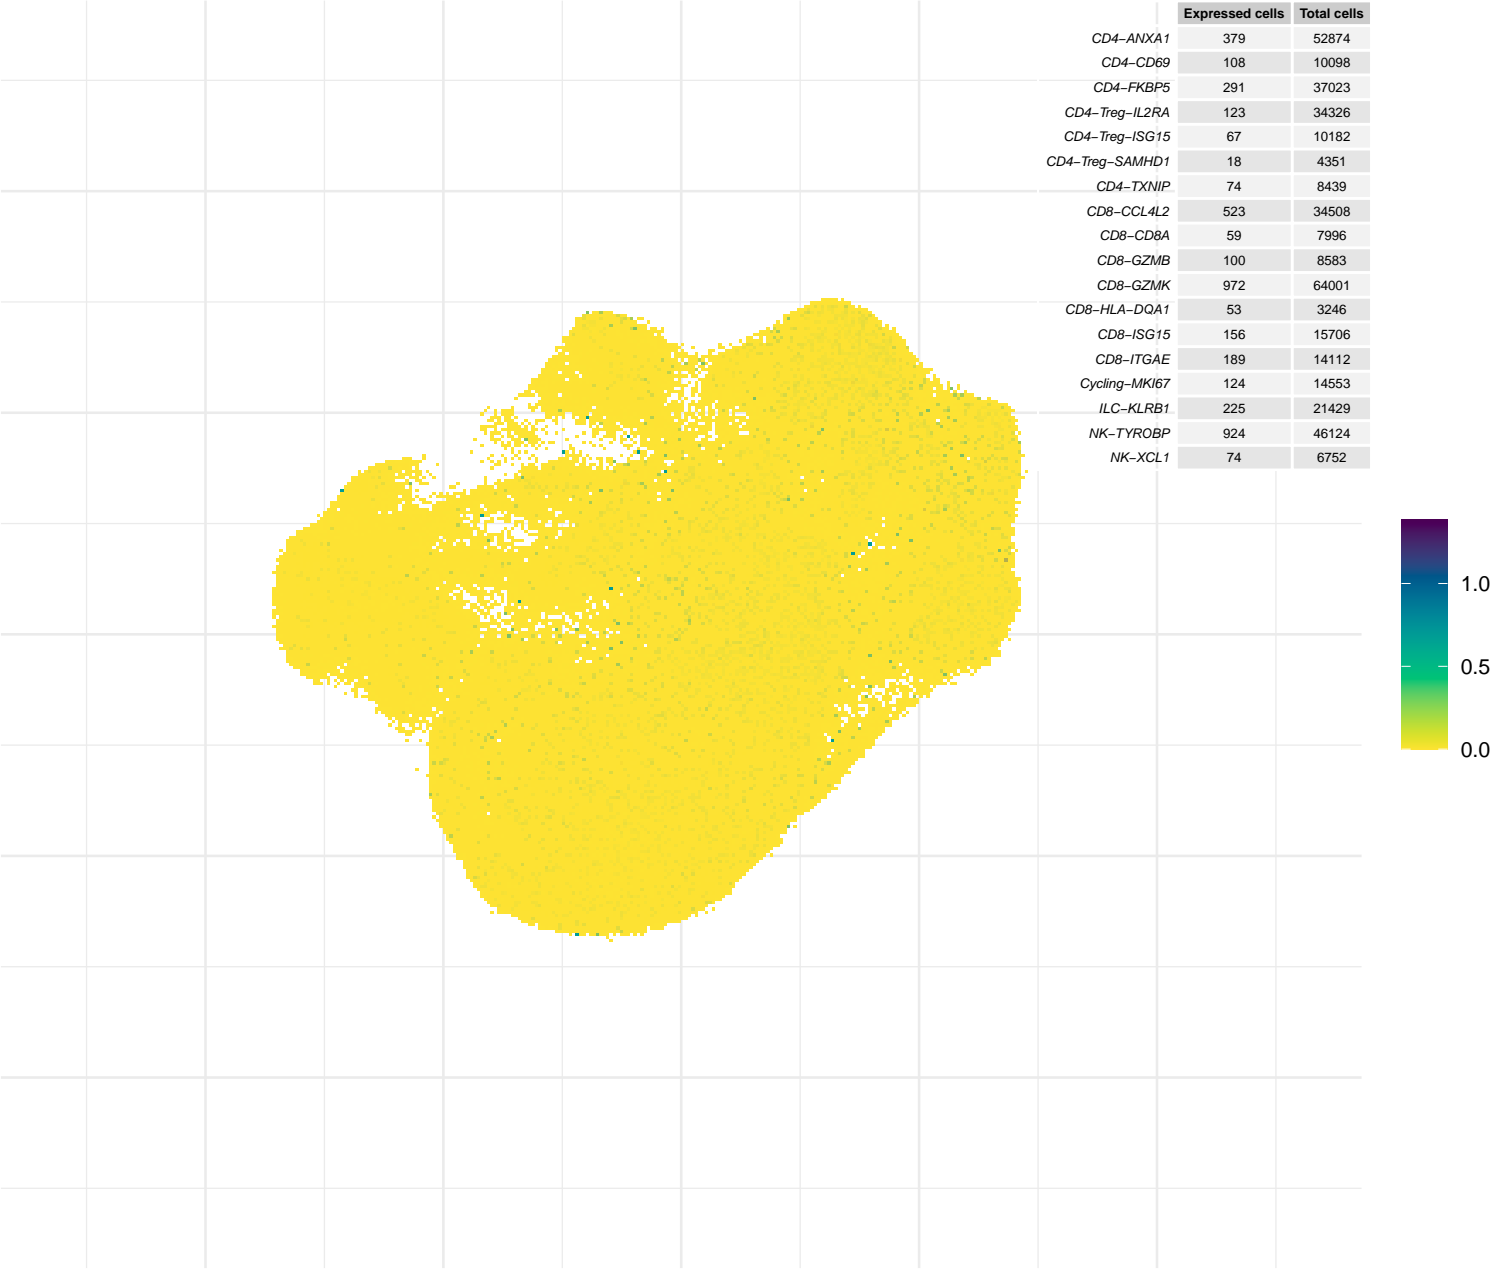 Expressed cells Total cells
CD4−ANXA1 379 52874
CD4−CD69 108 10098
CD4−FKBP5 291 37023
CD4−Treg−IL2RA 123 34326
CD4−Treg−ISG15 67 10182
CD4−Treg−SAMHD1 18 4351
CD4−TXNIP 74 8439
CD8−CCL4L2 523 34508
CD8−CD8A 59 7996
CD8−GZMB 100 8583
CD8−GZMK 972 64001
CD8−HLA−DQA1 53 3246
CD8−ISG15 156 15706
CD8−ITGAE 189 14112
Cycling−MKI67 124 14553
ILC−KLRB1 225 21429
NK−TYROBP 924 46124
NK−XCL1 74 6752
1.0
0.5
0.0